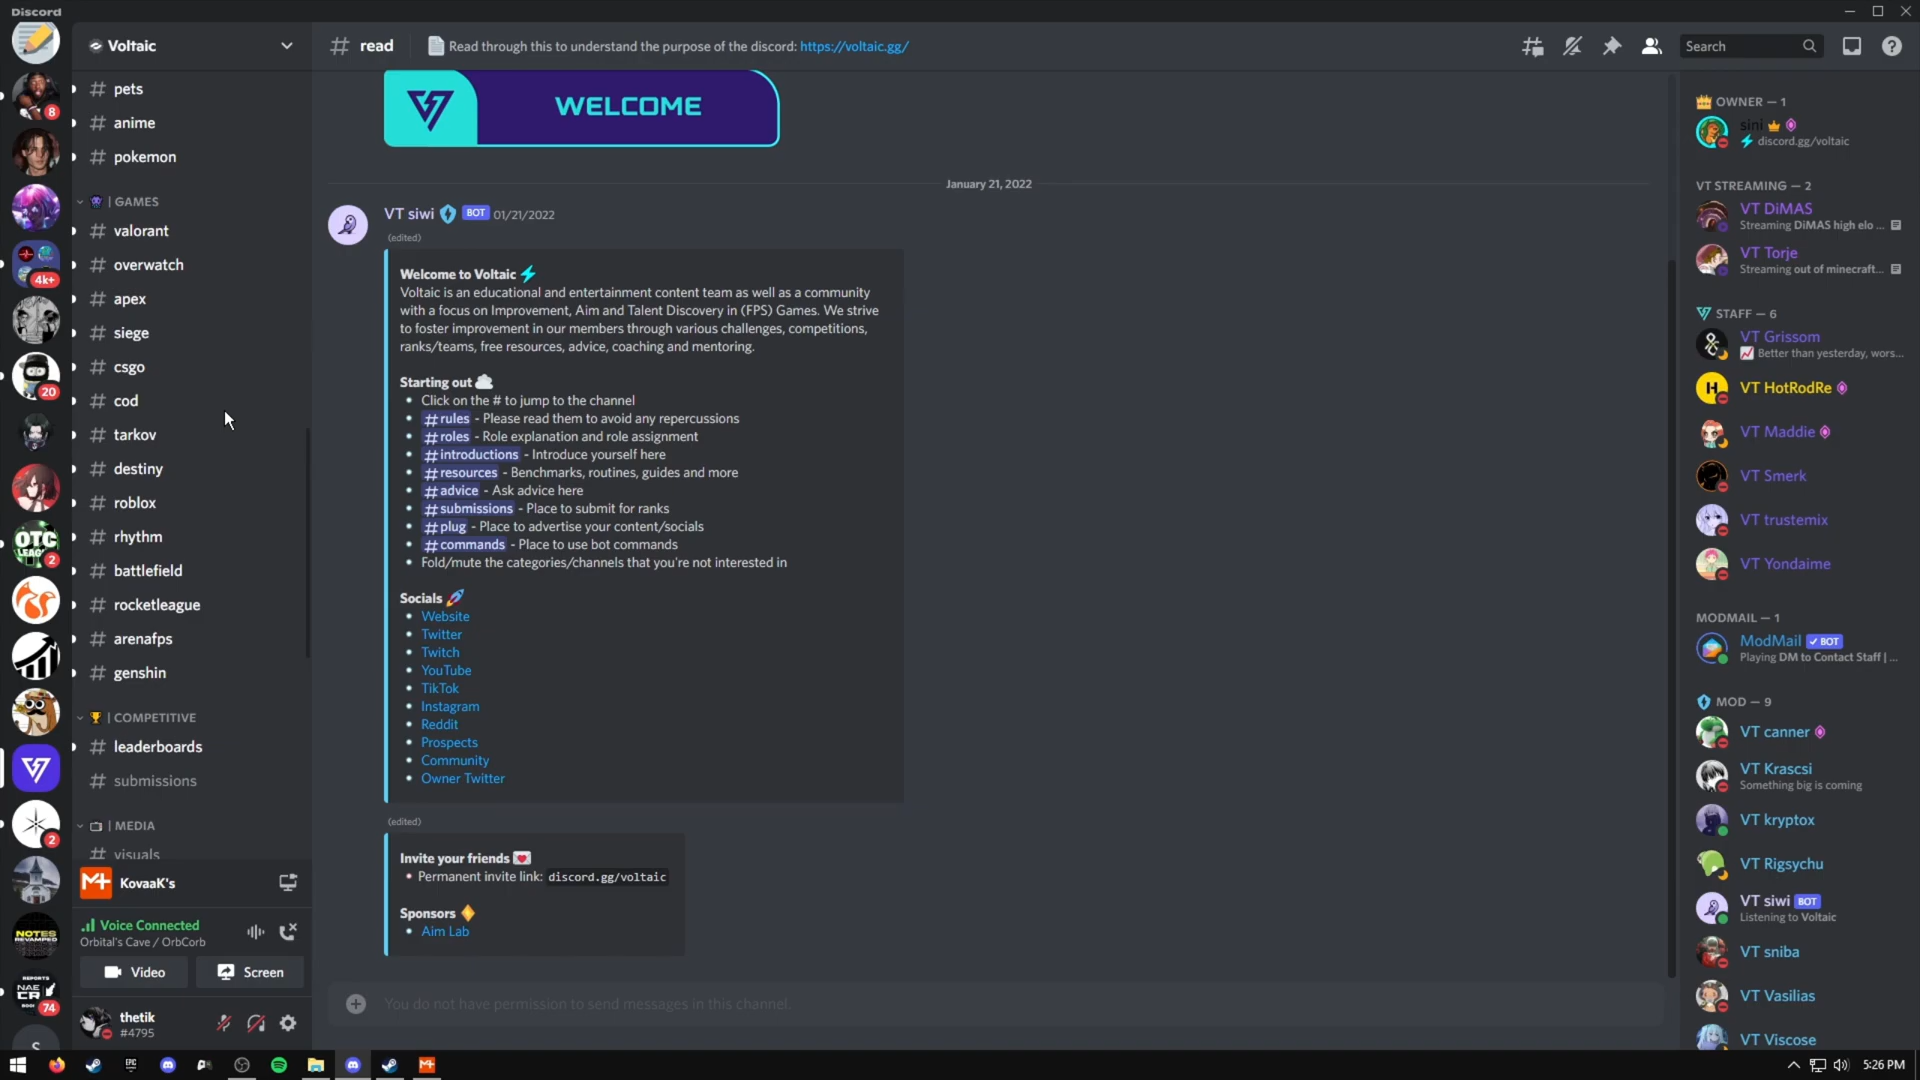 Discord
Voltaic
read
Read through this to understand the purpose of the discord: https://voltaic.gg/
Search
8
4k+
20
OTC
LEAGUE
2
2
NOTES
REVAMPED
REPORTS
NAE
CR
74
S
pets
anime
pokemon
| GAMES
valorant
overwatch
apex
siege
csgo
cod
tarkov
destiny
roblox
rhythm
battlefield
rocketleague
arenafps
genshin
| COMPETITIVE
leaderboards
submissions
| MEDIA
visuals
KovaaK's
Voice Connected
Orbital's Cave / OrbCorb
Video
Screen
thetik
#4795
WELCOME
January 21, 2022
VT siwi BOT 01/21/2022
(edited)
Welcome to Voltaic
Voltaic is an educational and entertainment content team as well as a community
with a focus on Improvement, Aim and Talent Discovery in (FPS) Games. We strive
to foster improvement in our members through various challenges, competitions,
ranks/teams, free resources, advice, coaching and mentoring.
Starting out
• Click on the # to jump to the channel
• #rules - Please read them to avoid any repercussions
• #roles - Role explanation and role assignment
• #introductions - Introduce yourself here
• #resources - Benchmarks, routines, guides and more
• #advice - Ask advice here
• #submissions - Place to submit for ranks
• #plug - Place to advertise your content/socials
• #commands - Place to use bot commands
• Fold/mute the categories/channels that you're not interested in
Socials
• Website
• Twitter
• Twitch
• YouTube
• TikTok
• Instagram
• Reddit
• Prospects
• Community
• Owner Twitter
(edited)
Invite your friends
• Permanent invite link: discord.gg/voltaic
Sponsors
• Aim Lab
You do not have permission to send messages in this channel.
OWNER — 1
sini
discord.gg/voltaic
VT STREAMING — 2
VT DiMAS
Streaming DiMAS high elo ...
VT Torje
Streaming out of minecraft...
STAFF — 6
VT Grissom
Better than yesterday, wors...
H
VT HotRodRe
VT Maddie
VT Smerk
VT trustemix
VT Yondaime
MODMAIL — 1
ModMail BOT
Playing DM to Contact Staff | ...
MOD — 9
VT canner
VT Krascsi
Something big is coming
VT kryptox
VT Rigsychu
VT siwi BOT
Listening to Voltaic
VT sniba
VT Vasilias
VT Viscose
EPIC
5:26 PM